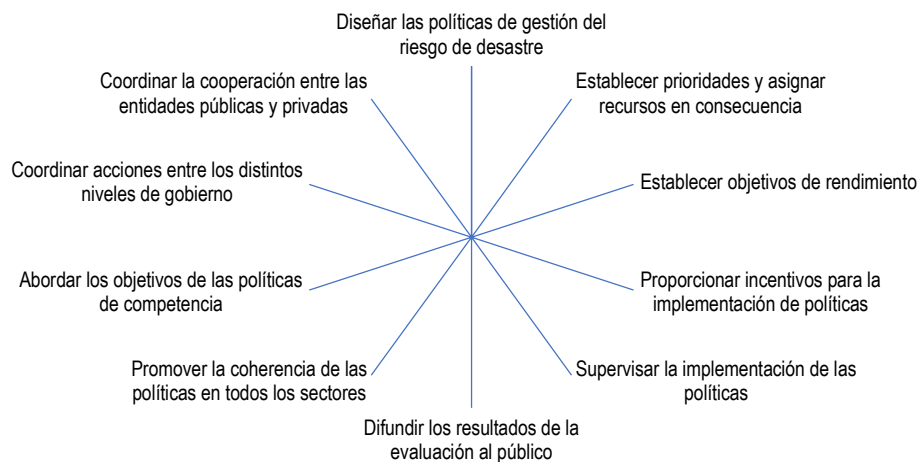 Diseñar las políticas de gestión del
riesgo de desastre
Establecer prioridades y asignar
recursos en consecuencia
Establecer objetivos de rendimiento
Proporcionar incentivos para la
implementación de políticas
Supervisar la implementación de las
políticas
Difundir los resultados de la
evaluación al público
Promover la coherencia de las
políticas en todos los sectores
Abordar los objetivos de las políticas
de competencia
Coordinar acciones entre los distintos
niveles de gobierno
Coordinar la cooperación entre las
entidades públicas y privadas